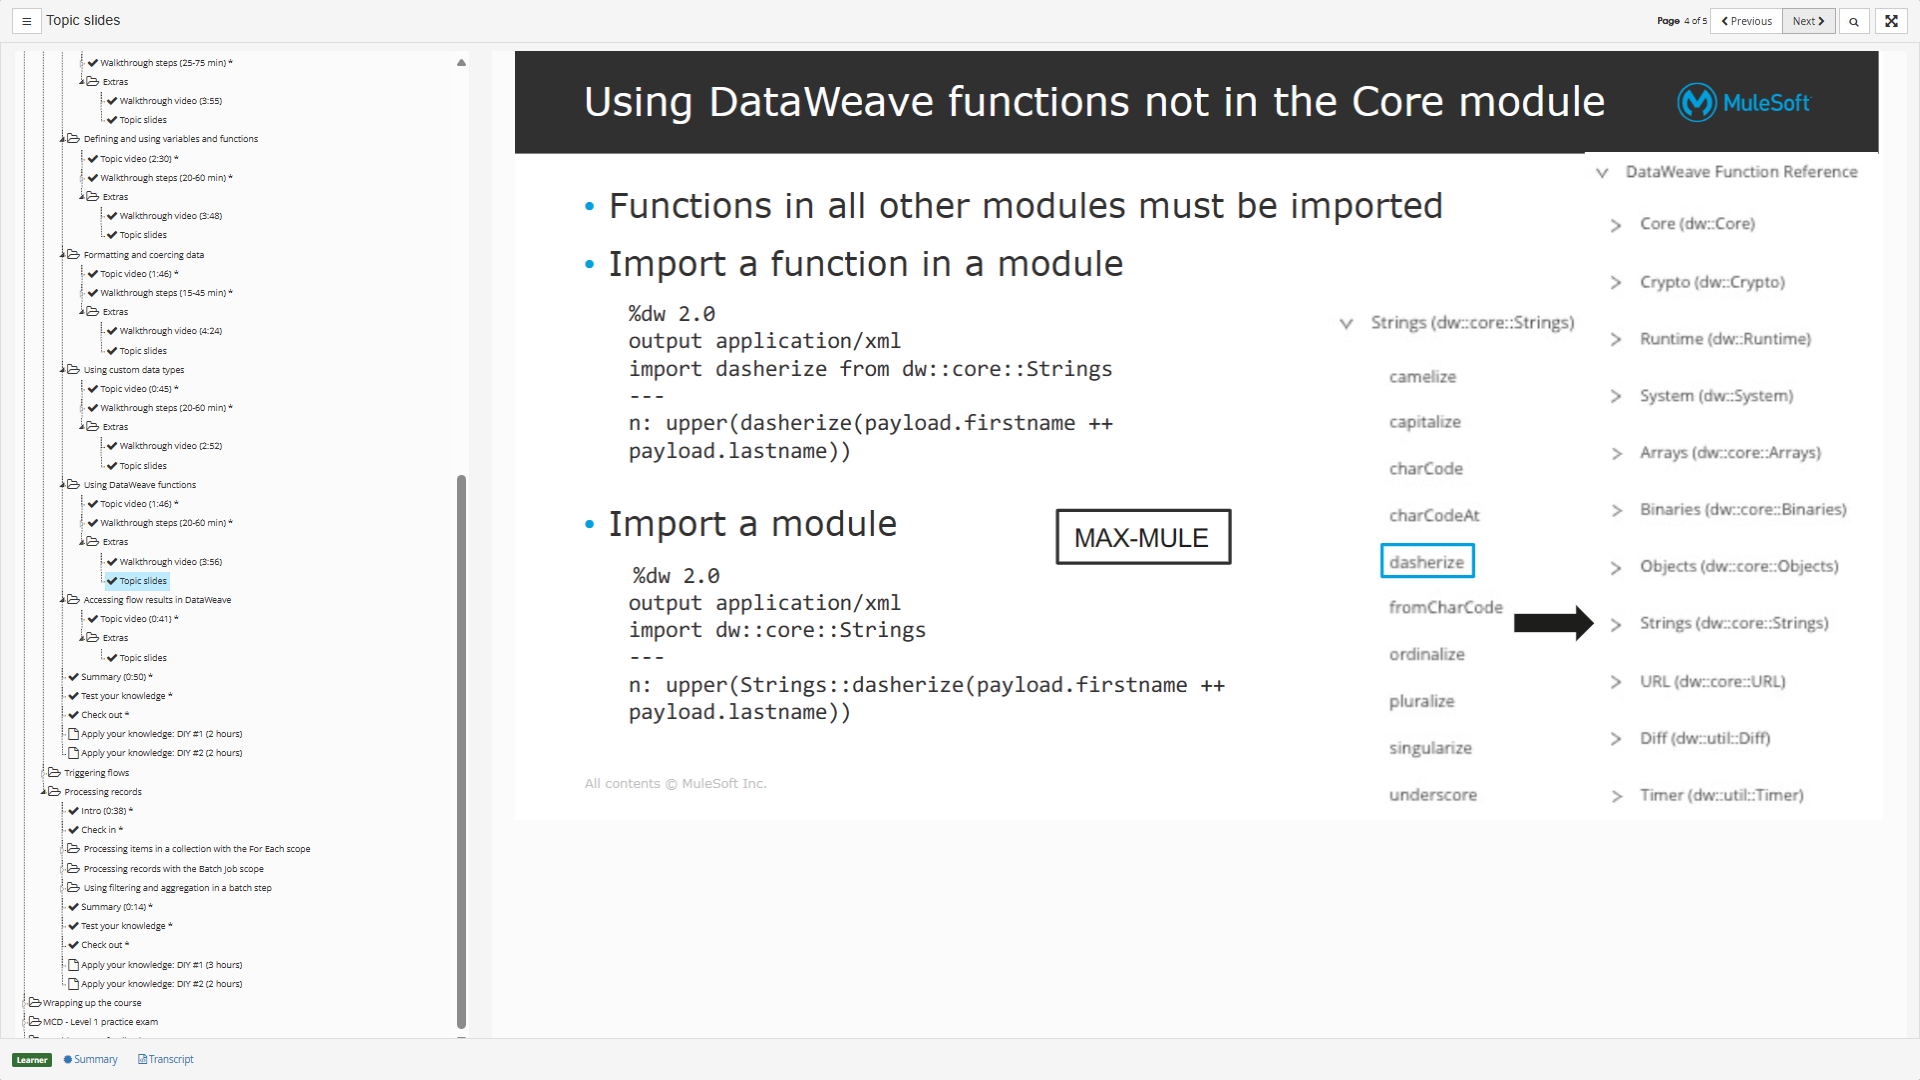 Topic slides
Page 4 of 5 Previous Next
Walkthrough steps (25-75 min) *
Extras
Walkthrough video (3:55)
Topic slides
Defining and using variables and functions
Topic video (2:30) *
Walkthrough steps (20-60 min) *
Extras
Walkthrough video (3:48)
Topic slides
Formatting and coercing data
Topic video (1:46) *
Walkthrough steps (15-45 min) *
Extras
Walkthrough video (4:24)
Topic slides
Using custom data types
Topic video (0:45) *
Walkthrough steps (20-60 min) *
Extras
Walkthrough video (2:52)
Topic slides
Using DataWeave functions
Topic video (1:46) *
Walkthrough steps (20-60 min) *
Extras
Walkthrough video (3:56)
Topic slides
Accessing flow results in DataWeave
Topic video (0:41) *
Extras
Topic slides
Summary (0:50) *
Test your knowledge *
Check out *
Apply your knowledge: DIY #1 (2 hours)
Apply your knowledge: DIY #2 (2 hours)
Triggering flows
Processing records
Intro (0:38) *
Check in *
Processing items in a collection with the For Each scope
Processing records with the Batch Job scope
Using filtering and aggregation in a batch step
Summary (0:14) *
Test your knowledge *
Check out *
Apply your knowledge: DIY #1 (3 hours)
Apply your knowledge: DIY #2 (2 hours)
Wrapping up the course
MCD - Level 1 practice exam
Using DataWeave functions not in the Core module
MuleSoft
• Functions in all other modules must be imported
• Import a function in a module
%dw 2.0
output application/xml
import dasherize from dw::core::Strings
---
n: upper(dasherize(payload.firstname ++
payload.lastname))
• Import a module
MAX-MULE
%dw 2.0
output application/xml
import dw::core::Strings
---
n: upper(Strings::dasherize(payload.firstname ++
payload.lastname))
All contents © MuleSoft Inc.
Strings (dw::core::Strings)
camelize
capitalize
charCode
charCodeAt
dasherize
fromCharCode
ordinalize
pluralize
singularize
underscore
DataWeave Function Reference
Core (dw::Core)
Crypto (dw::Crypto)
Runtime (dw::Runtime)
System (dw::System)
Arrays (dw::core::Arrays)
Binaries (dw::core::Binaries)
Objects (dw::core::Objects)
Strings (dw::core::Strings)
URL (dw::core::URL)
Diff (dw::util::Diff)
Timer (dw::util::Timer)
Learner Summary Transcript